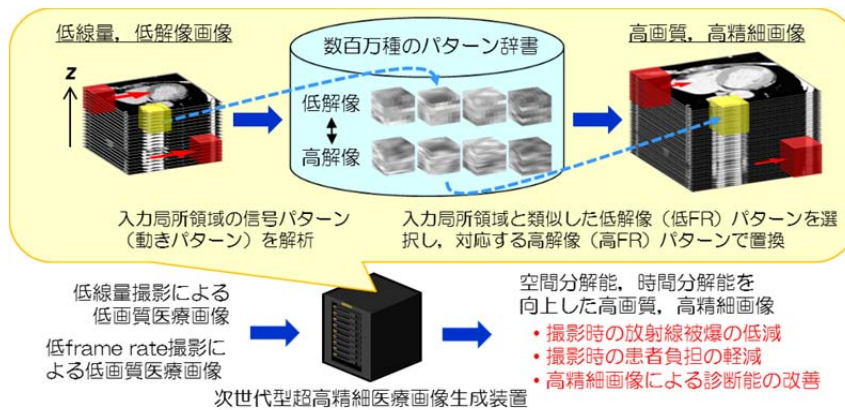 低線量，低解像画像
数百万種のパターン辞書
高画質，高精細画像
z
低解像
高解像
入力局所領域の信号パターン
（動きパターン）を解析
入力局所領域と類似した低解像（低FR）パターンを選
択し，対応する高解像（高FR）パターンで置換
低線量撮影による
低画質医療画像
低frame rate撮影に
よる低画質医療画像
次世代型超高精細医療画像生成装置
空間分解能，時間分解能を
向上した高画質，高精細画像
・撮影時の放射線被爆の低減
・撮影時の患者負担の軽減
・高精細画像による診断能の改善